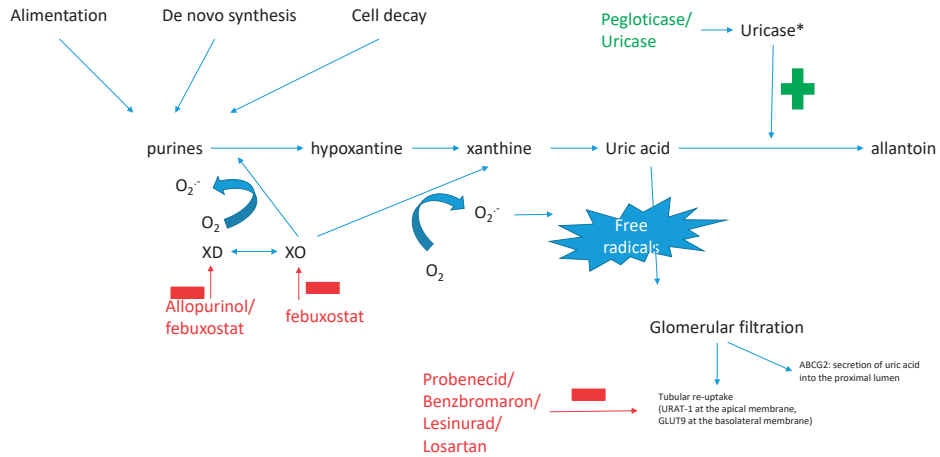 Alimentation
De novo synthesis
Cell decay
Pegloticase/
Uricase
Uricase*
purines
hypoxantine
xanthine
Uric acid
allantoin
O₂·⁻
O₂
XD
XO
O₂·⁻
O₂
Free
radicals
Allopurinol/
febuxostat
febuxostat
Glomerular filtration
ABCG2: secretion of uric acid
into the proximal lumen
Probenecid/
Benzbromaron/
Lesinurad/
Losartan
Tubular re-uptake
(URAT-1 at the apical membrane,
GLUT9 at the basolateral membrane)